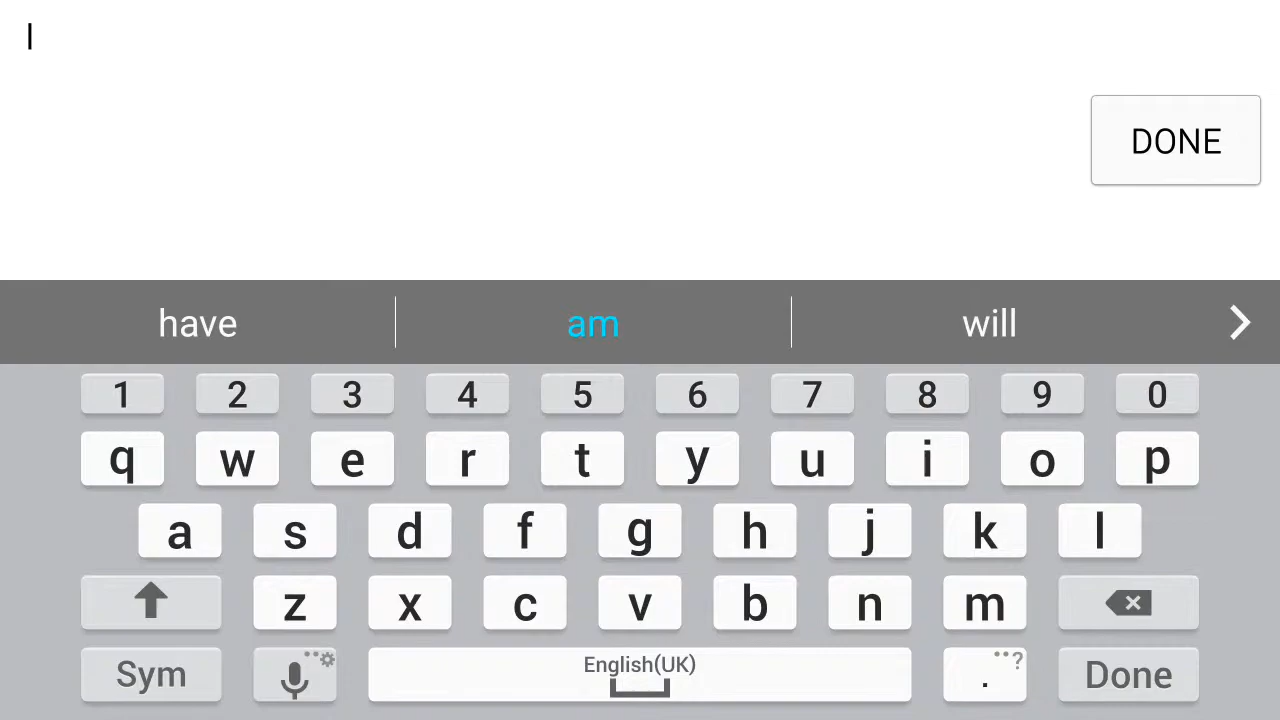 I
DONE
have am will
1 2 3 4 5 6 7 8 9 0
q w e r t y u i o p
a s d f g h j k l
z x c v b n m
Sym English(UK) . ? Done